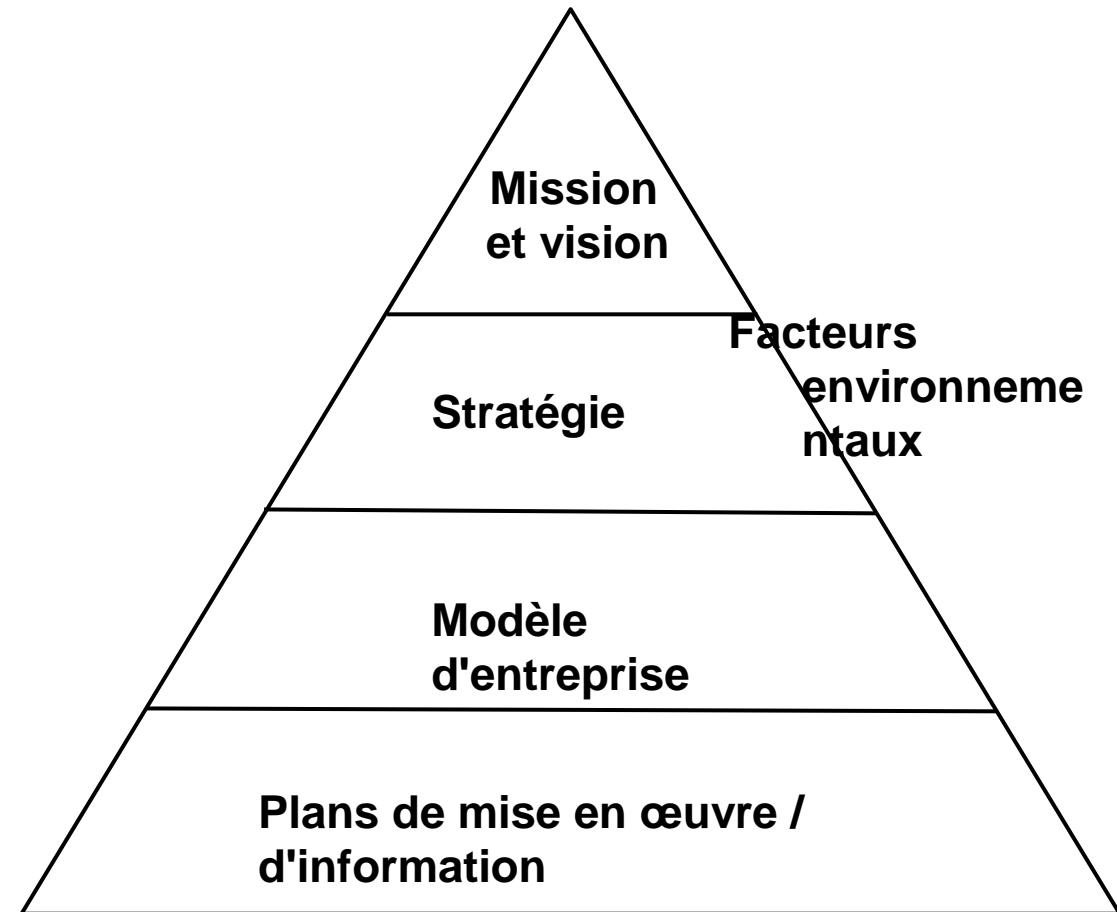 Mission
et vision
Facteurs
environneme
ntaux
Stratégie
Modèle
d'entreprise
Plans de mise en œuvre /
d'information